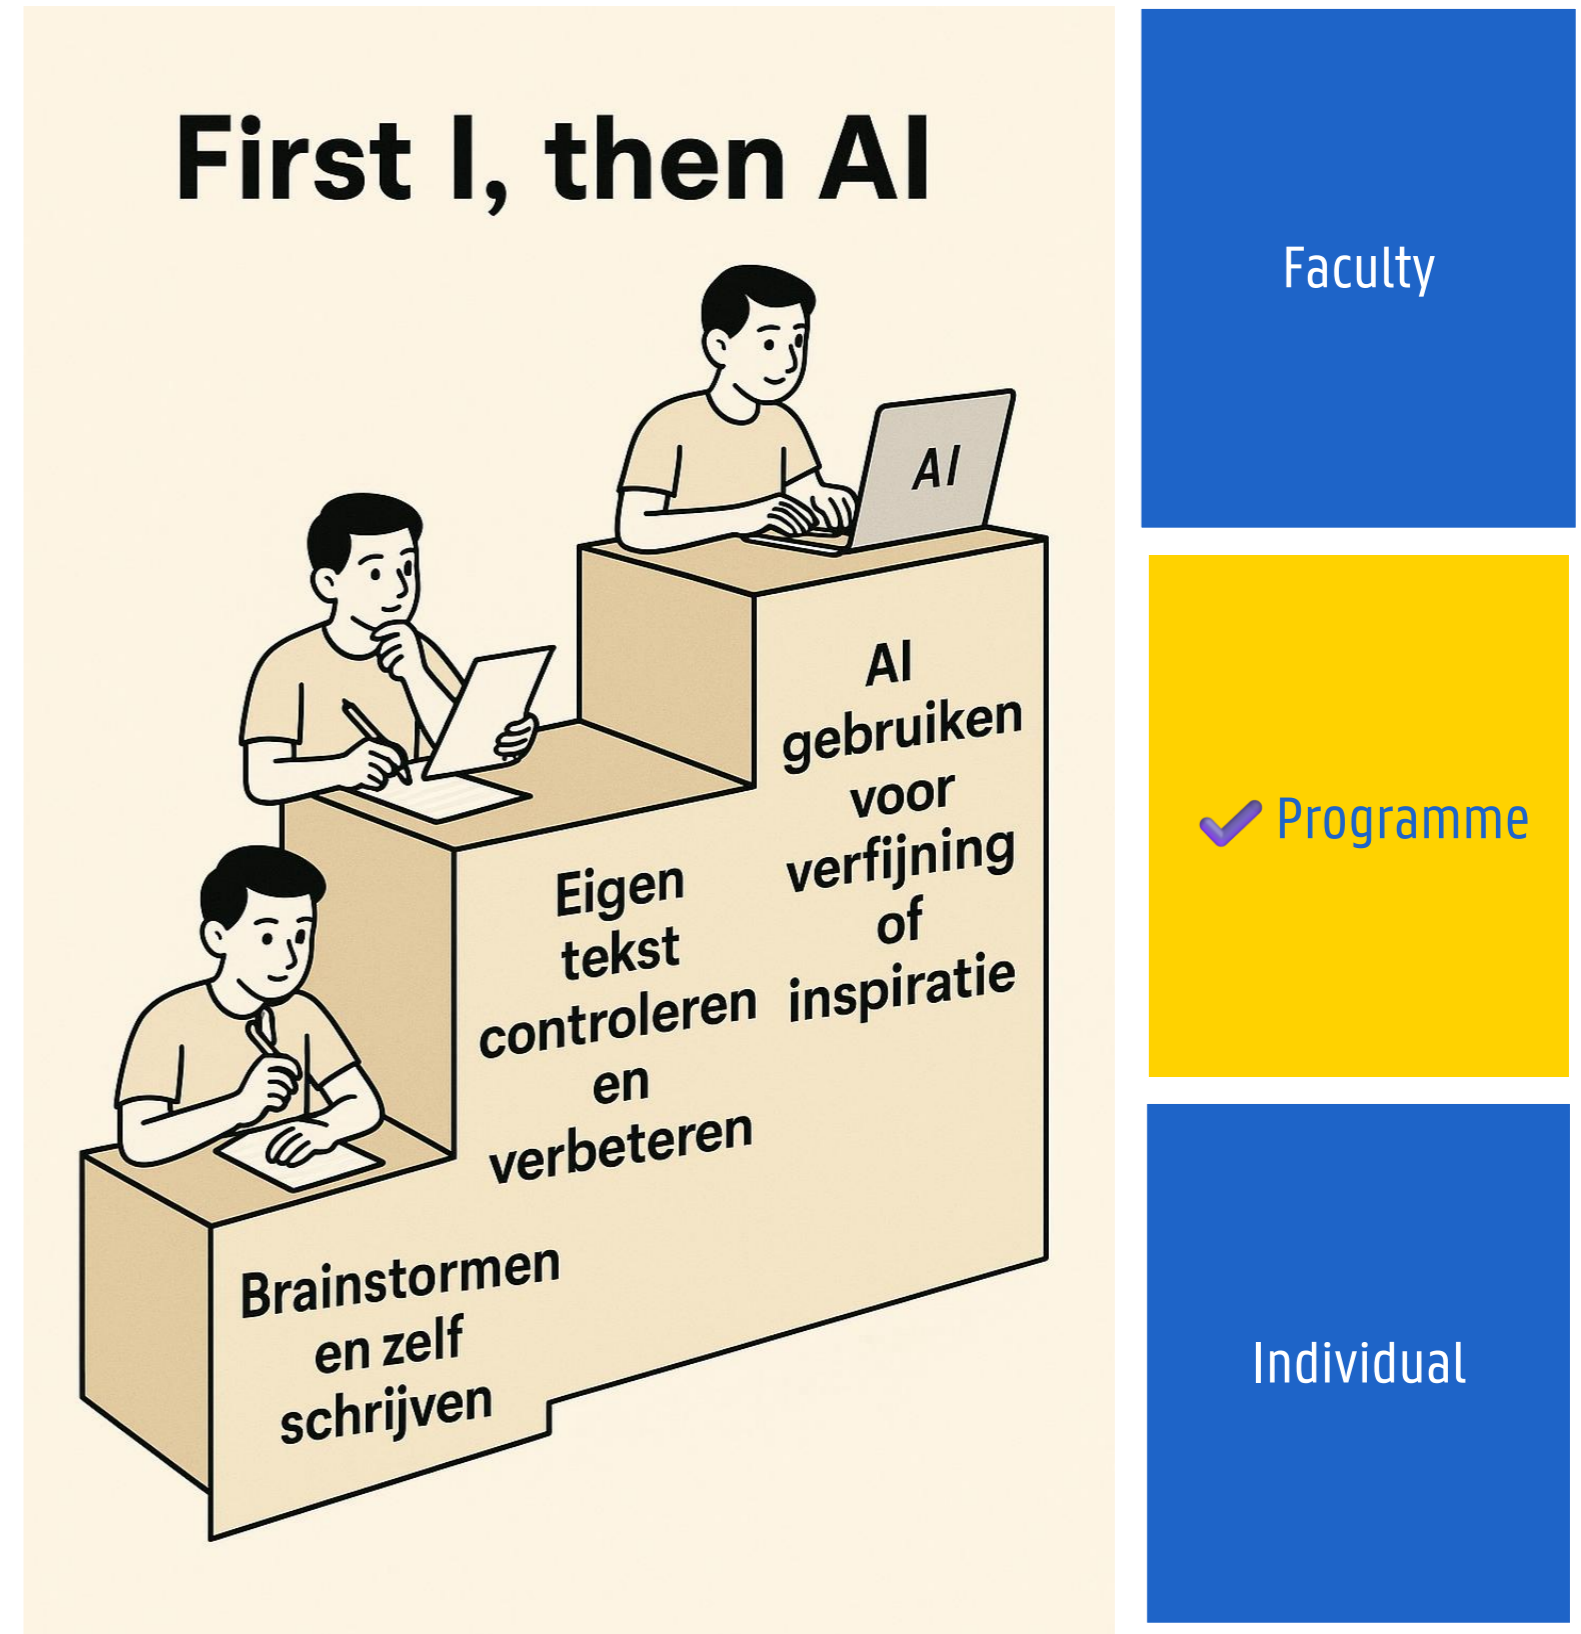 First I, then AI
AI
AI
gebruiken
voor
verfijning
of
inspiratie
Eigen
tekst
controleren
en
verbeteren
Brainstormen
en zelf
schrijven
Faculty
✔ Programme
Individual